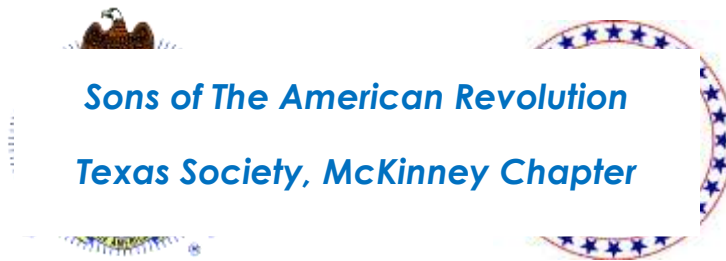 Sons of The American Revolution
Texas Society, McKinney Chapter
®